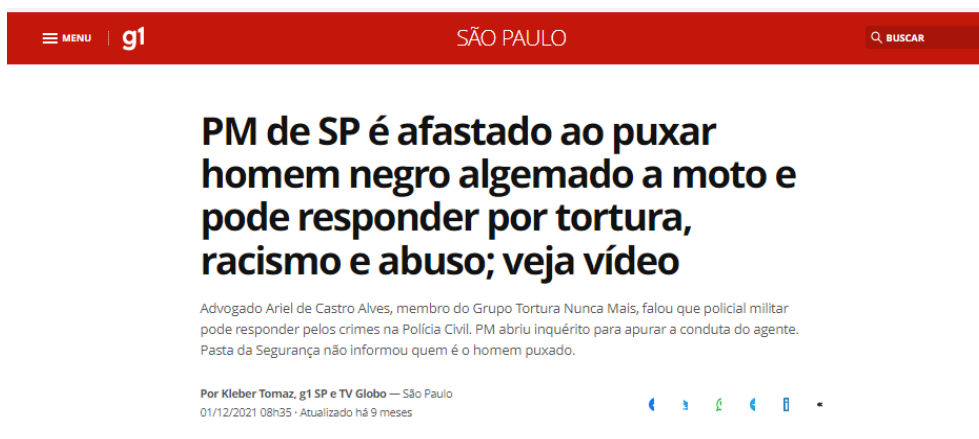 MENU
g1
SÃO PAULO
BUSCAR
PM de SP é afastado ao puxar
homem negro algemado a moto e
pode responder por tortura,
racismo e abuso; veja vídeo
Advogado Ariel de Castro Alves, membro do Grupo Tortura Nunca Mais, falou que policial militar
pode responder pelos crimes na Polícia Civil. PM abriu inquérito para apurar a conduta do agente.
Pasta da Segurança não informou quem é o homem puxado.
Por Kleber Tomaz, g1 SP e TV Globo — São Paulo
01/12/2021 08h35 · Atualizado há 9 meses